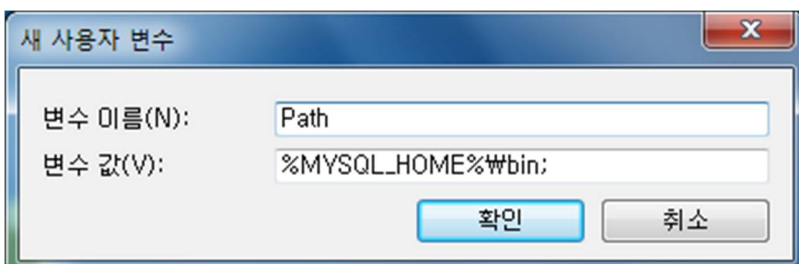 새 사용자 변수
변수 이름(N): Path
변수 값(V): %MYSQL_HOME%₩bin;
확인 취소